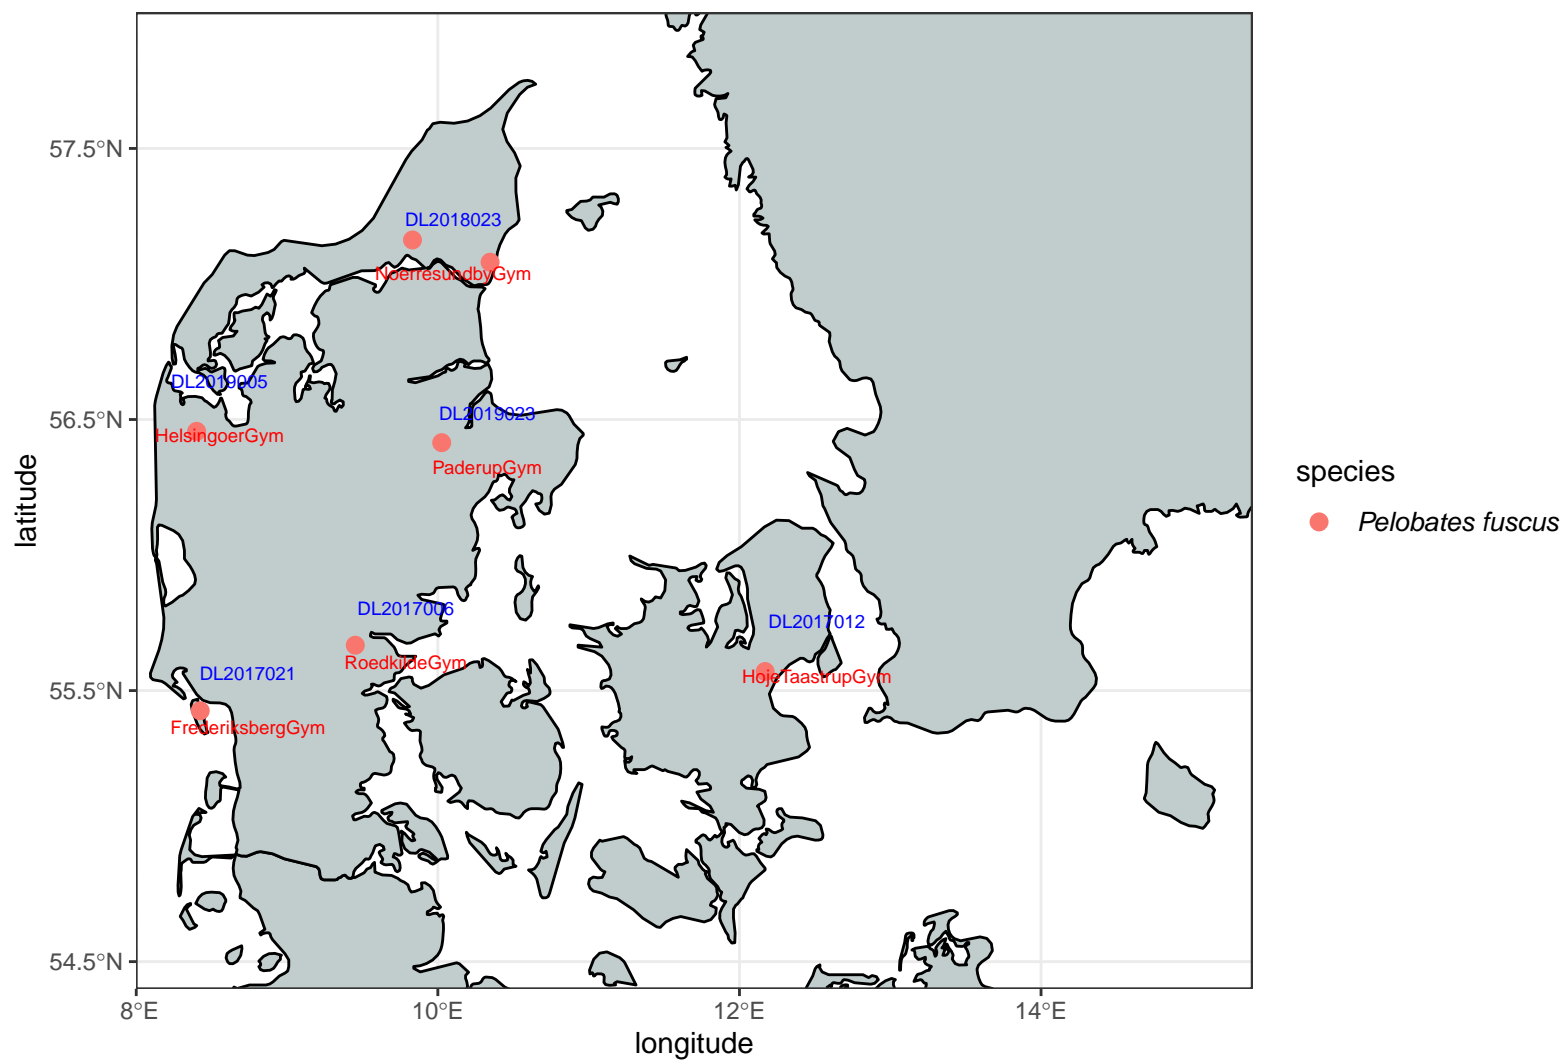 57.5°N
DL2018023
NoerresundbyGym
DL2019005
56.5°N
DL2019023
HelsingoerGym
PaderupGym
latitude
species
Pelobates fuscus
DL2017006
DL2017012
RoedkildeGym
DL2017021
HojeTaastrupGym
55.5°N
FrederiksbergGym
54.5°N
8°E
10°E
12°E
14°E
longitude